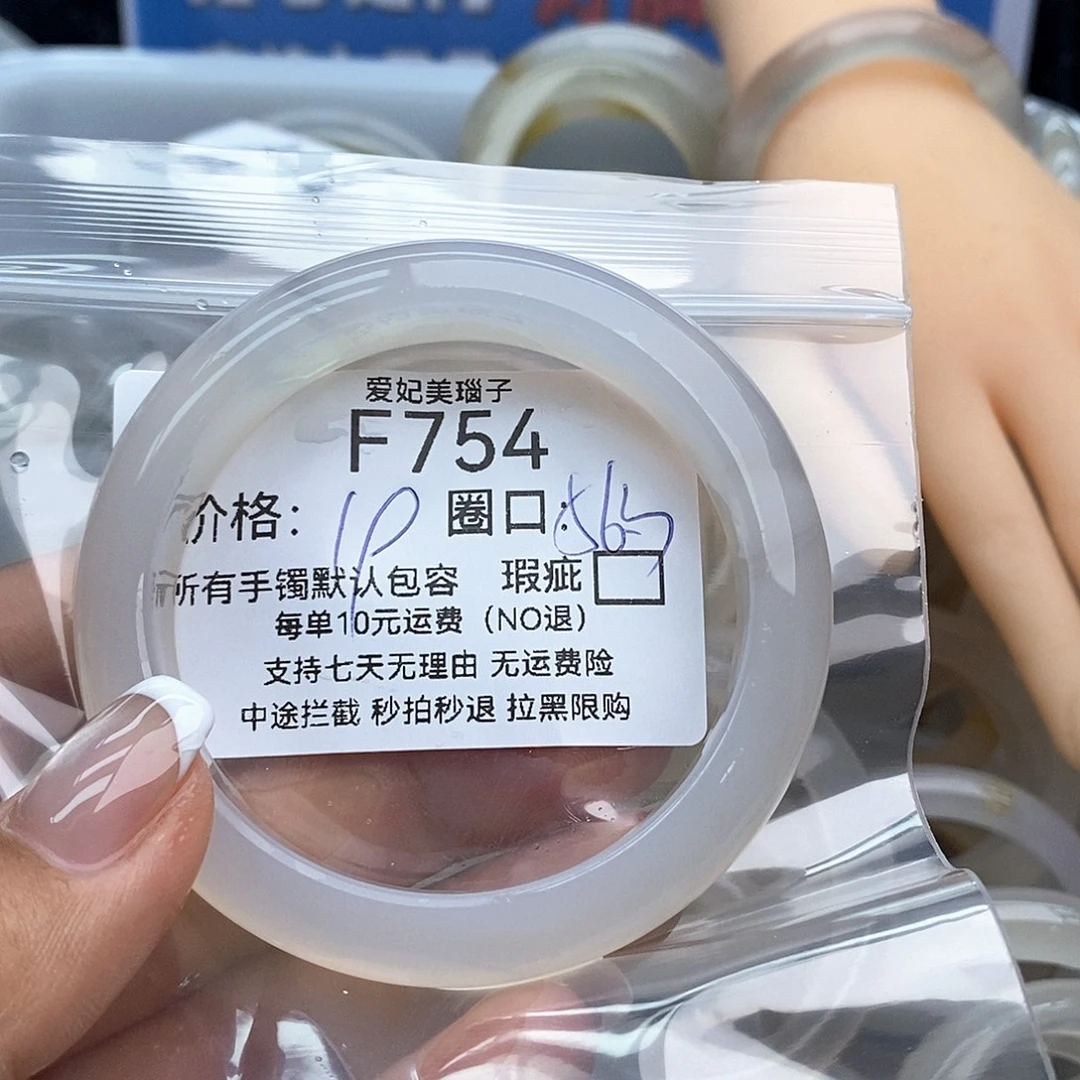 爱妃美瑙子
F754
价格: 圈口: 56
所有手镯默认包容 瑕疵
每单10元运费（NO退）
支持七天无理由 无运费险
中途拦截 秒拍秒退 拉黑限购